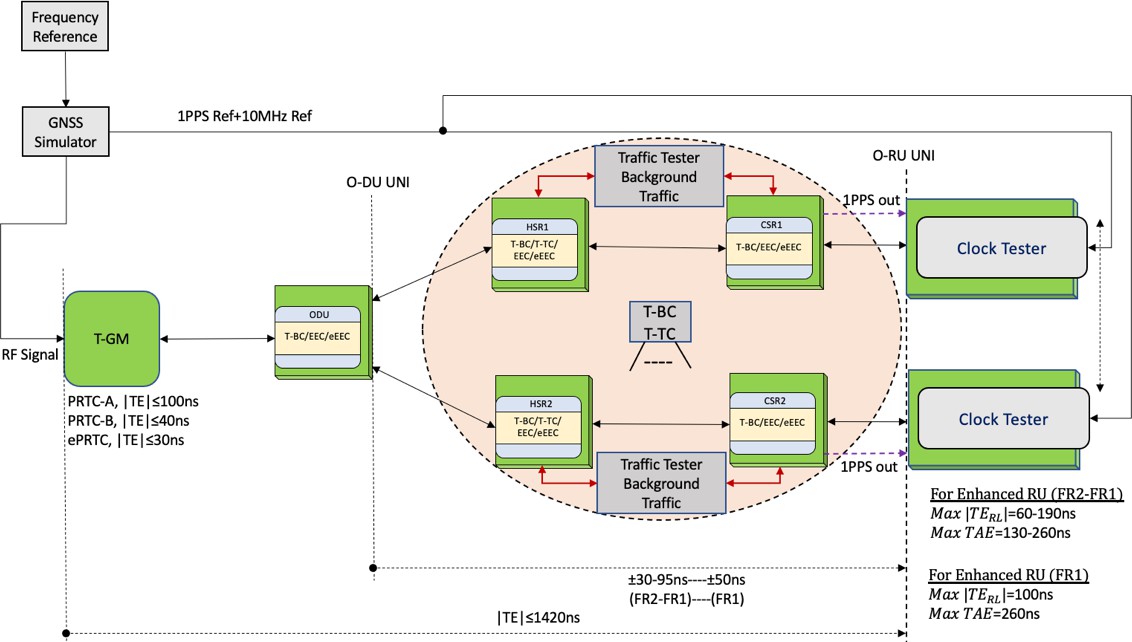 Frequency
Reference
GNSS
Simulator
1PPS Ref+10MHz Ref
O-DU UNI
O-RU UNI
Traffic Tester
Background
Traffic
1PPS out
HSR1
T-BC/T-TC/
EEC/eEEC
CSR1
T-BC/EEC/eEEC
Clock Tester
T-BC
T-TC
----
ODU
T-BC/EEC/eEEC
T-GM
RF Signal
PRTC-A, |TE|≤100ns
PRTC-B, |TE|≤40ns
ePRTC, |TE|≤30ns
HSR2
T-BC/T-TC/
EEC/eEEC
CSR2
T-BC/EEC/eEEC
Clock Tester
Traffic Tester
Background
Traffic
1PPS out
For Enhanced RU (FR2-FR1)
Max |TE_RL|=60-190ns
Max TAE=130-260ns
For Enhanced RU (FR1)
Max |TE_RL|=100ns
Max TAE=260ns
±30-95ns----±50ns
(FR2-FR1)----(FR1)
|TE|≤1420ns